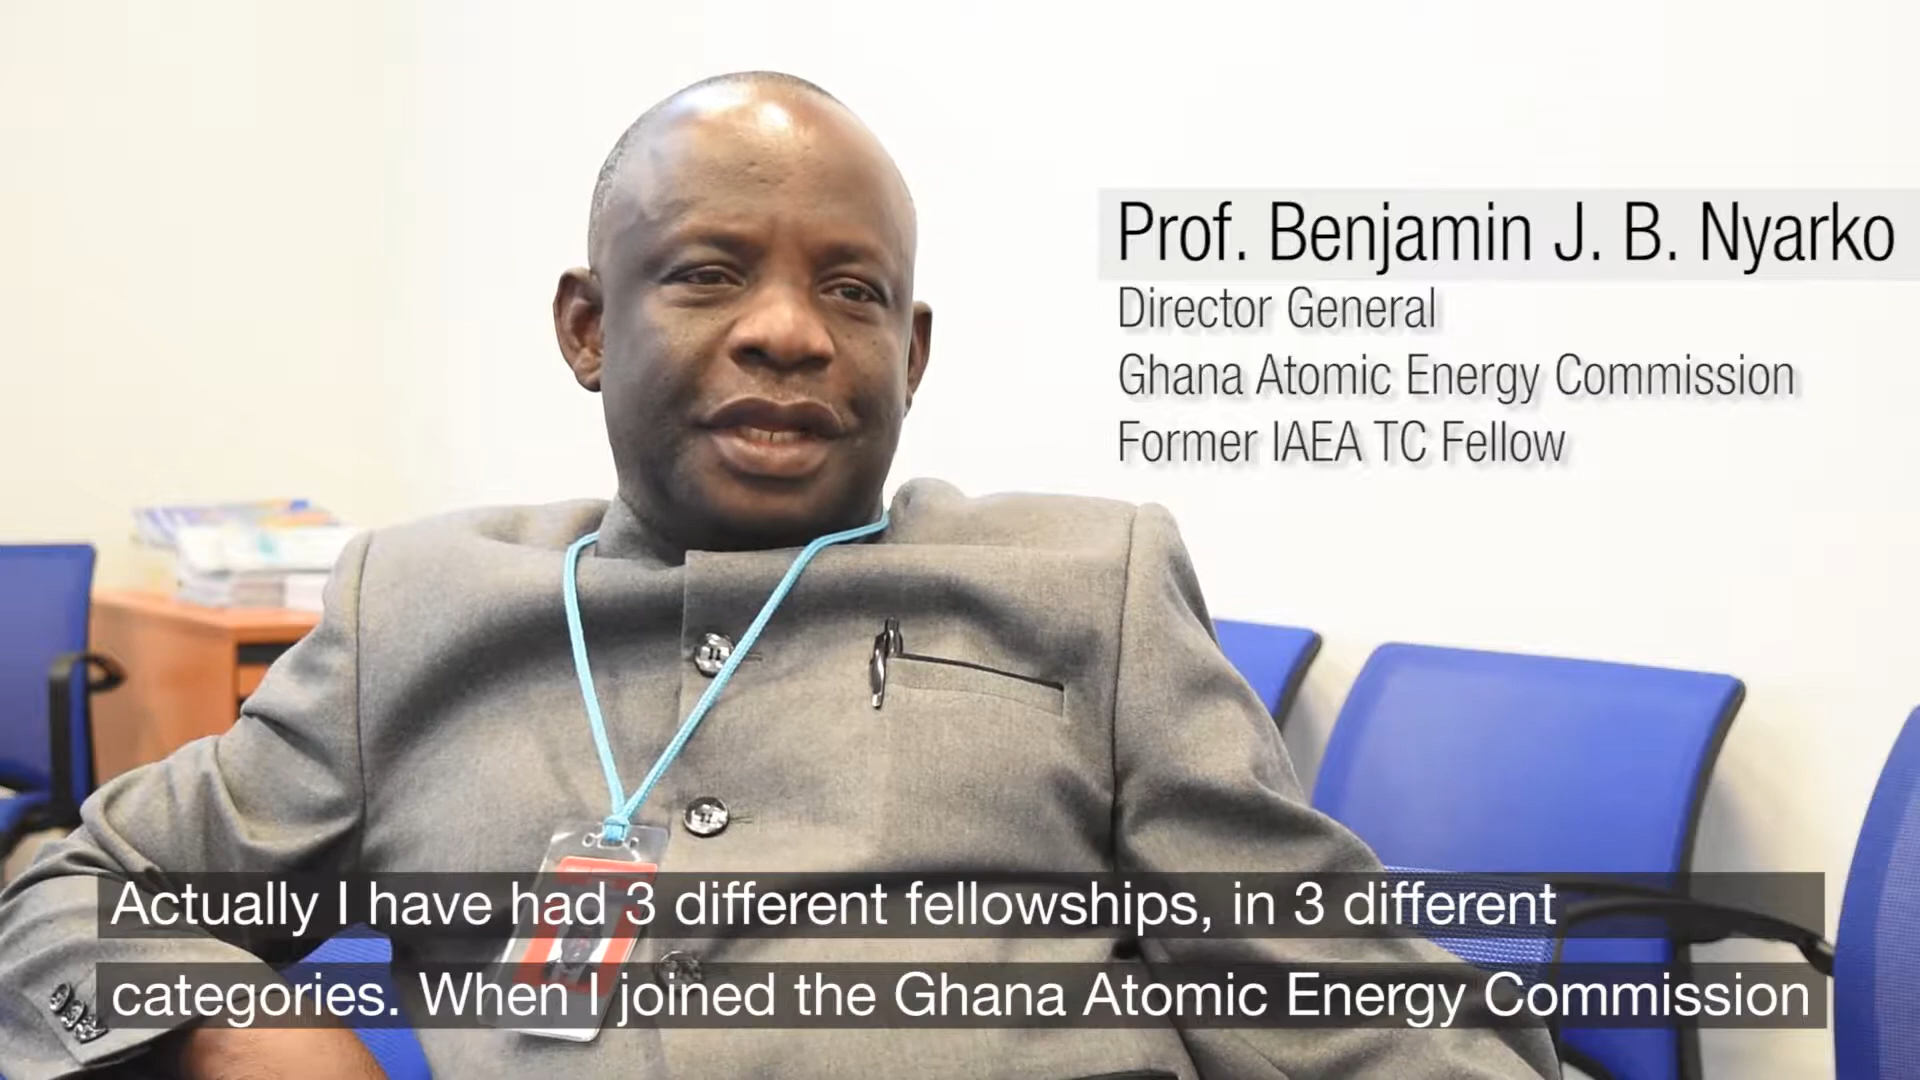 Prof. Benjamin J. B. Nyarko
Director General
Ghana Atomic Energy Commission
Former IAEA TC Fellow
Actually I have had 3 different fellowships, in 3 different
categories. When I joined the Ghana Atomic Energy Commission